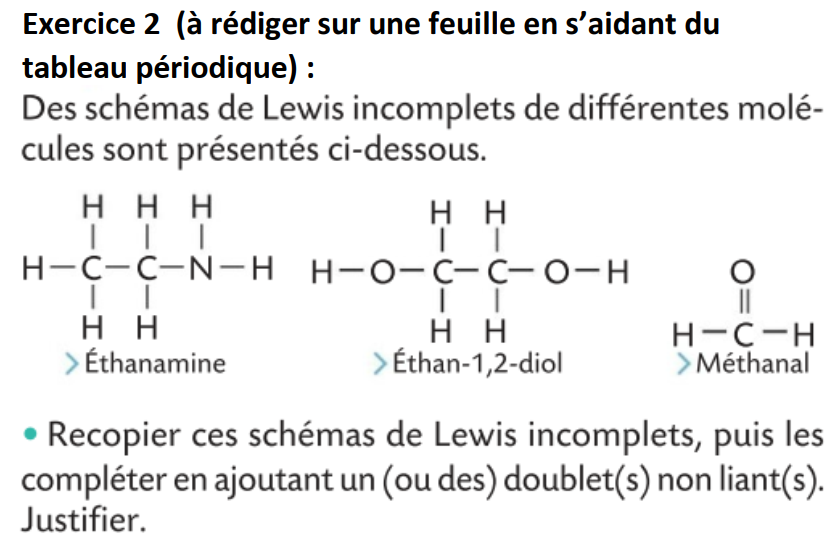 Exercice 2 (à rédiger sur une feuille en s’aidant du
tableau périodique) :
Des schémas de Lewis incomplets de différentes molé-
cules sont présentés ci-dessous.
H H H
H–C–C–N–H
H H
> Éthanamine
H H
H–O–C–C–O–H
H H
> Éthan-1,2-diol
O
||
H–C–H
> Méthanal
• Recopier ces schémas de Lewis incomplets, puis les
compléter en ajoutant un (ou des) doublet(s) non liant(s).
Justifier.